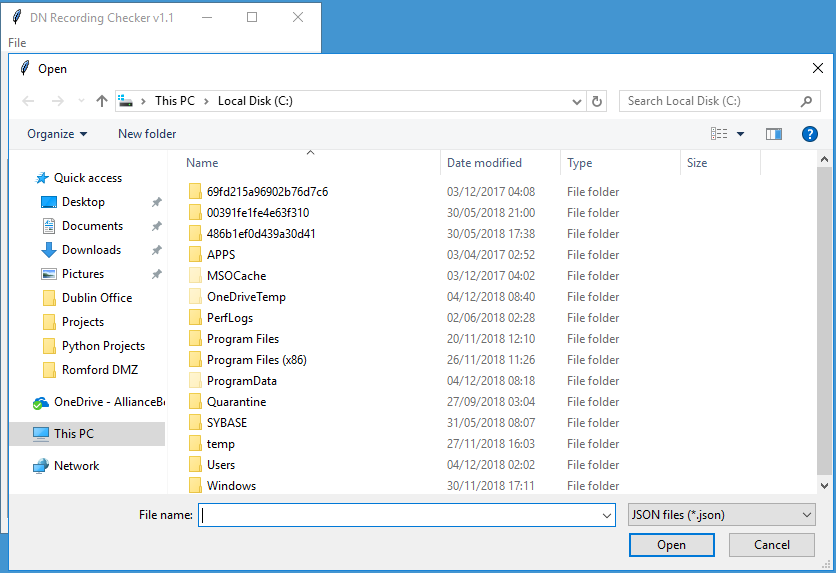 DN Recording Checker v1.1
File
Open
This PC > Local Disk (C:)
Search Local Disk (C:)
Organize
New folder
Name Date modified Type Size
Quick access
Desktop
Documents
Downloads
Pictures
Dublin Office
Projects
Python Projects
Romford DMZ
OneDrive - AllianceBe
This PC
Network
69fd215a96902b76d7c6 03/12/2017 04:08 File folder
00391fe1fe4e63f310 30/05/2018 21:00 File folder
486b1ef0d439a30d41 30/05/2018 17:38 File folder
APPS 03/04/2017 02:52 File folder
MSOCache 03/12/2017 04:02 File folder
OneDriveTemp 04/12/2018 08:40 File folder
PerfLogs 02/06/2018 02:28 File folder
Program Files 20/11/2018 12:10 File folder
Program Files (x86) 26/11/2018 11:26 File folder
ProgramData 04/12/2018 08:18 File folder
Quarantine 27/09/2018 03:04 File folder
SYBASE 31/05/2018 08:07 File folder
temp 27/11/2018 16:03 File folder
Users 04/12/2018 02:02 File folder
Windows 30/11/2018 17:11 File folder
File name:
JSON files (*.json)
Open
Cancel